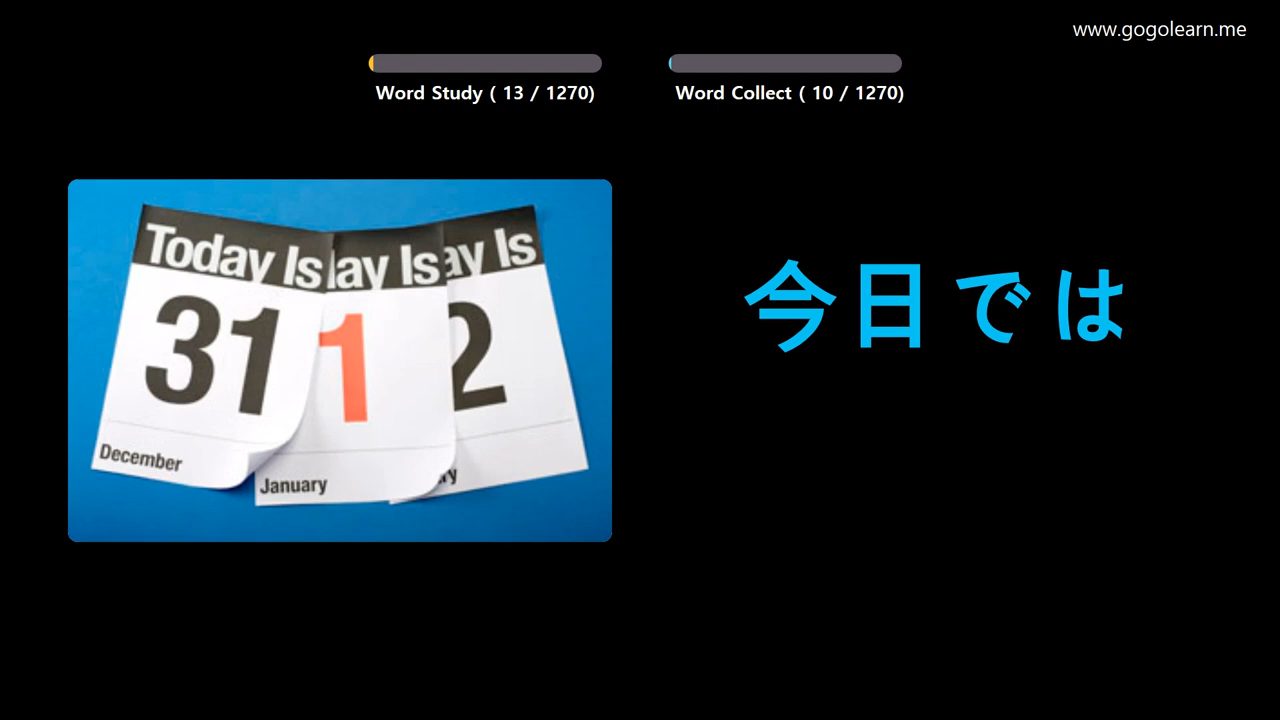 www.gogolearn.me
Word Study ( 13 / 1270)
Word Collect ( 10 / 1270)
Today Is
lay Is
ay Is
31
1
2
December
January
ry
今日では